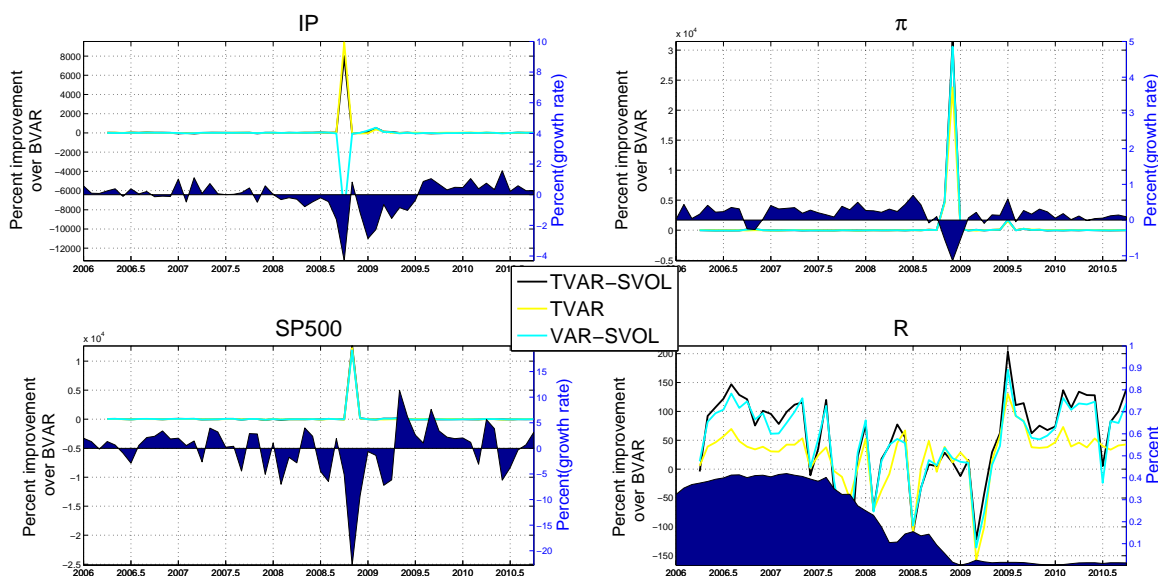 IP
Percent improvement
over BVAR
8000
6000
4000
2000
0
−2000
−4000
−6000
−8000
−10000
−12000
10
8
6
4
2
0
−2
−4
Percent(growth rate)
2006 2006.5 2007 2007.5 2008 2008.5 2009 2009.5 2010 2010.5
π
x 10⁴
Percent improvement
over BVAR
3
2.5
2
1.5
1
0.5
0
−0.5
5
4
3
2
1
0
−1
Percent(growth rate)
2006 2006.5 2007 2007.5 2008 2008.5 2009 2009.5 2010 2010.5
TVAR−SVOL
TVAR
VAR−SVOL
SP500
x 10⁴
Percent improvement
over BVAR
1
0.5
0
−0.5
−1
−1.5
−2
−2.5
15
10
5
0
−5
−10
−15
−20
Percent(growth rate)
2006 2006.5 2007 2007.5 2008 2008.5 2009 2009.5 2010 2010.5
R
Percent improvement
over BVAR
200
150
100
50
0
−50
−100
−150
1
0.9
0.8
0.7
0.6
0.5
0.4
0.3
0.2
0.1
Percent
2006 2006.5 2007 2007.5 2008 2008.5 2009 2009.5 2010 2010.5